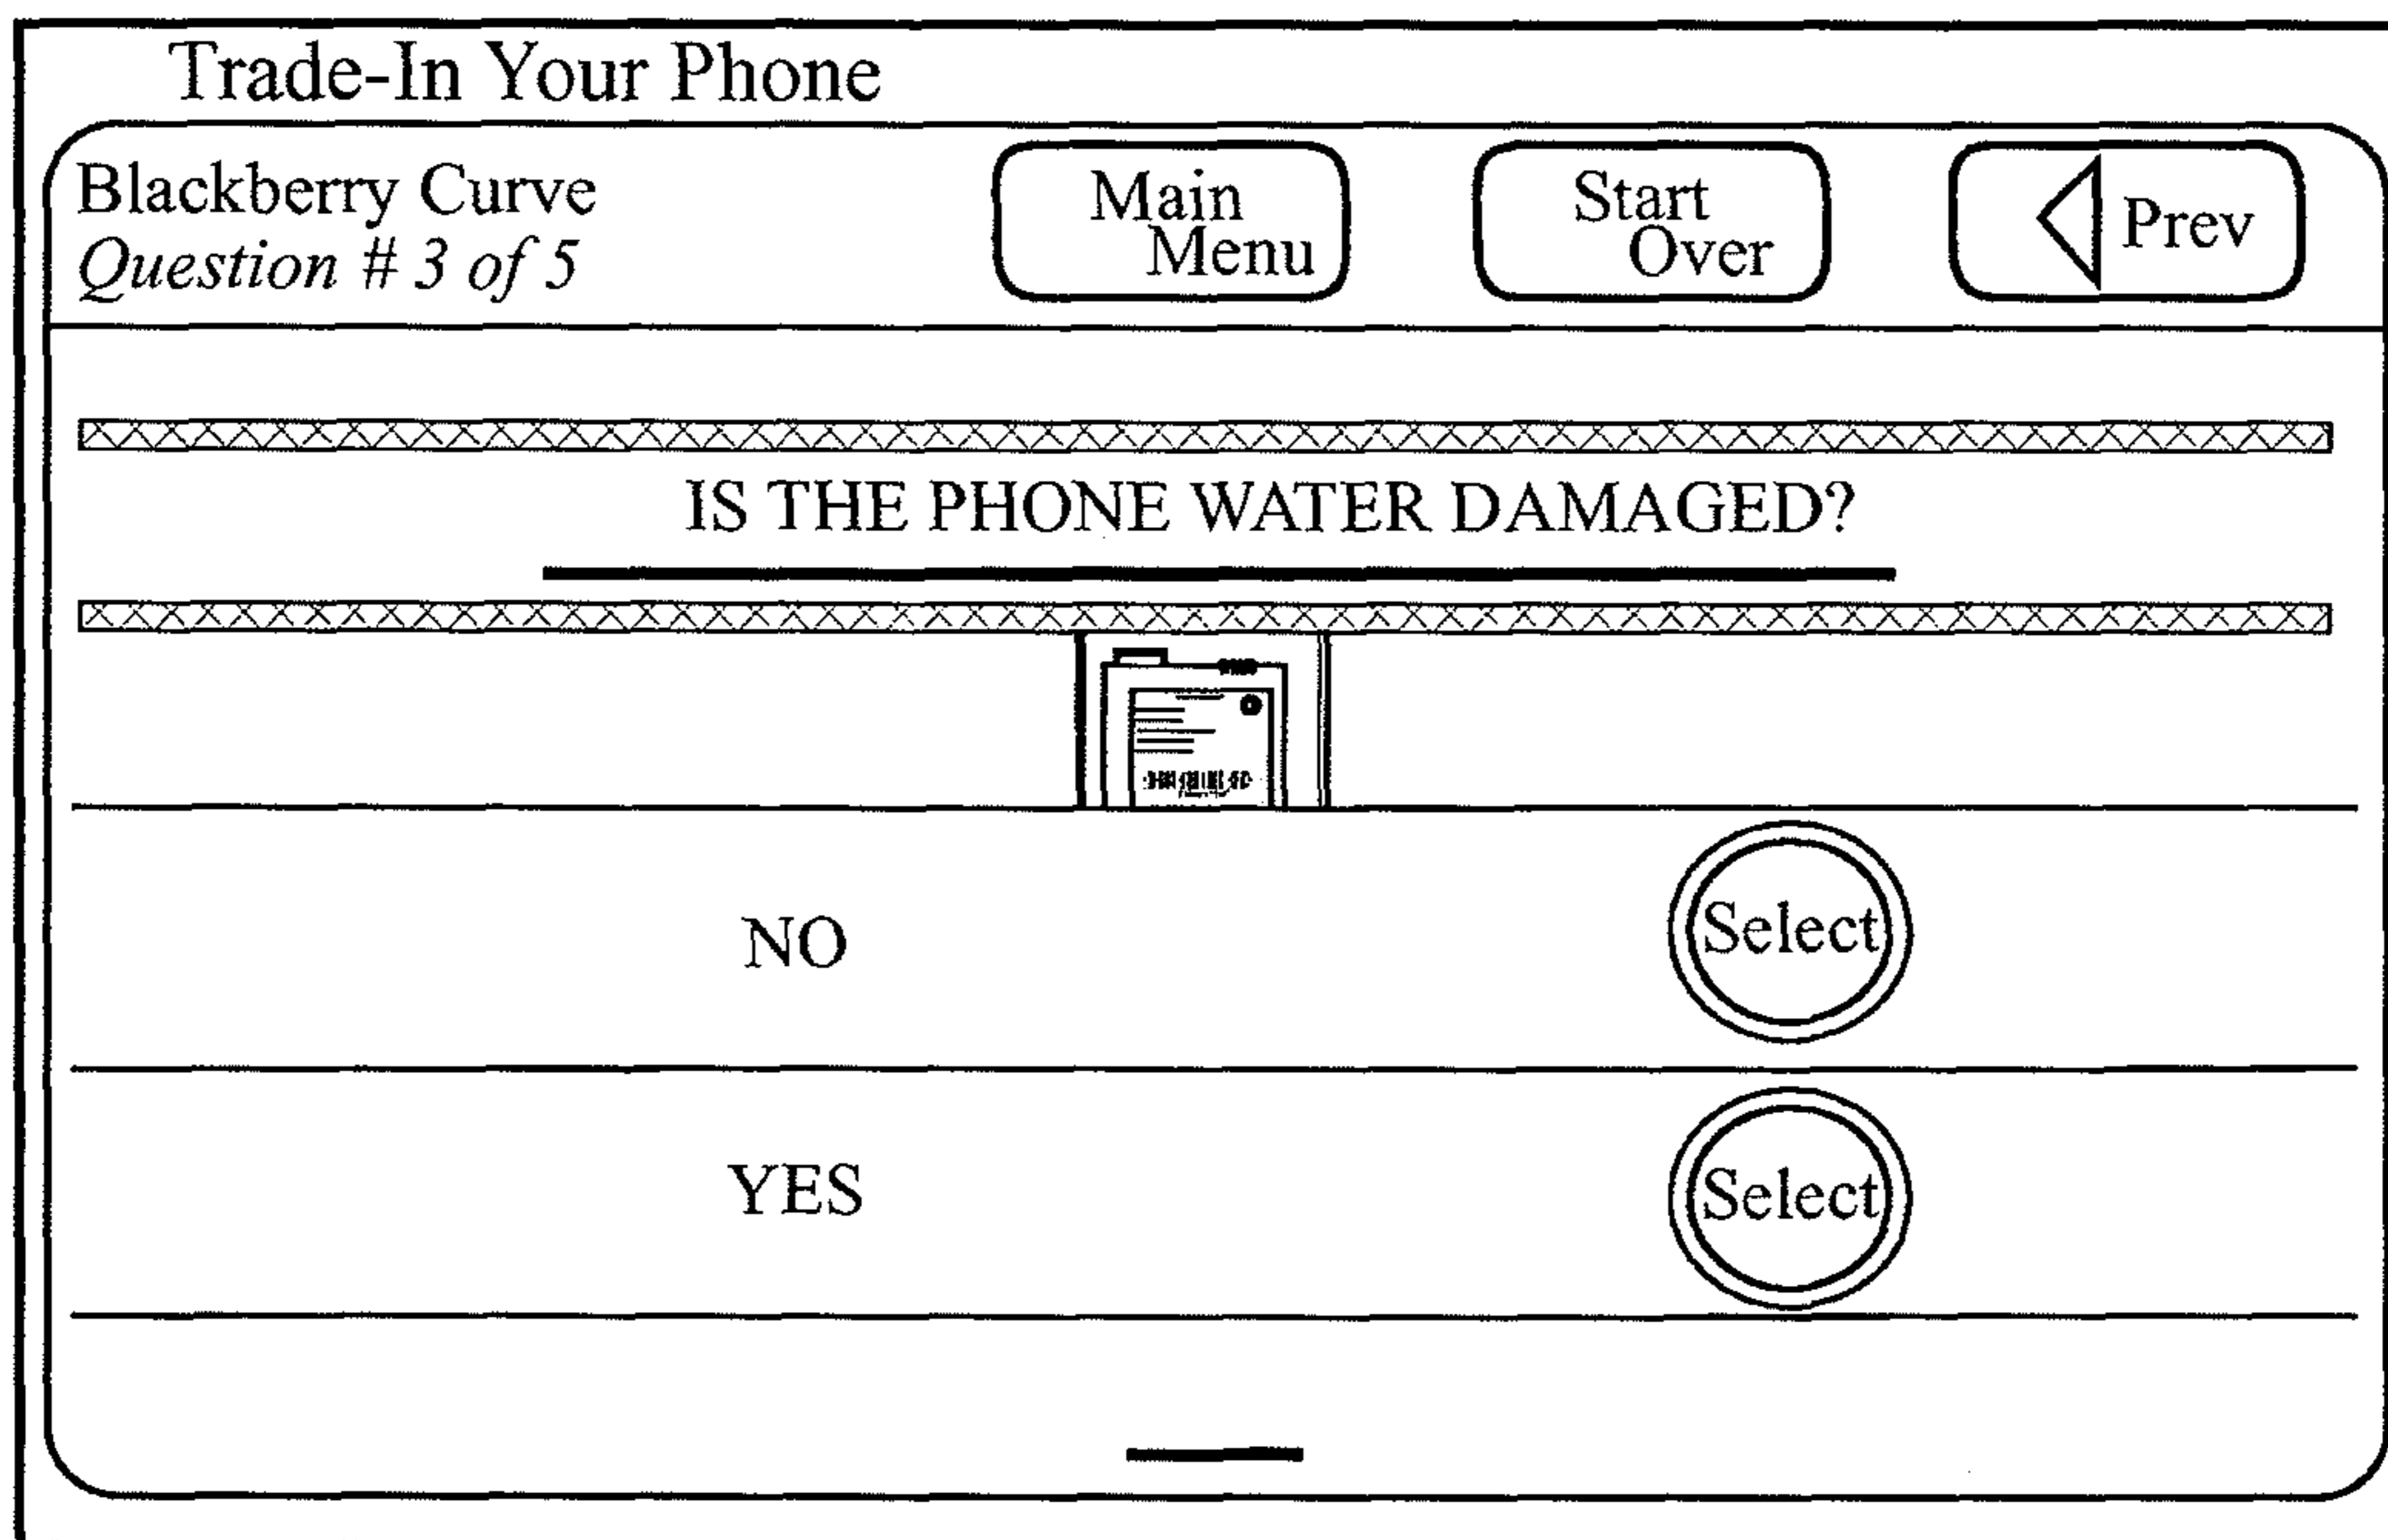 Trade-In Your Phone
Blackberry Curve
Question # 3 of 5
Main
Menu
Start
Over
Prev
IS THE PHONE WATER DAMAGED?
NO
Select
YES
Select